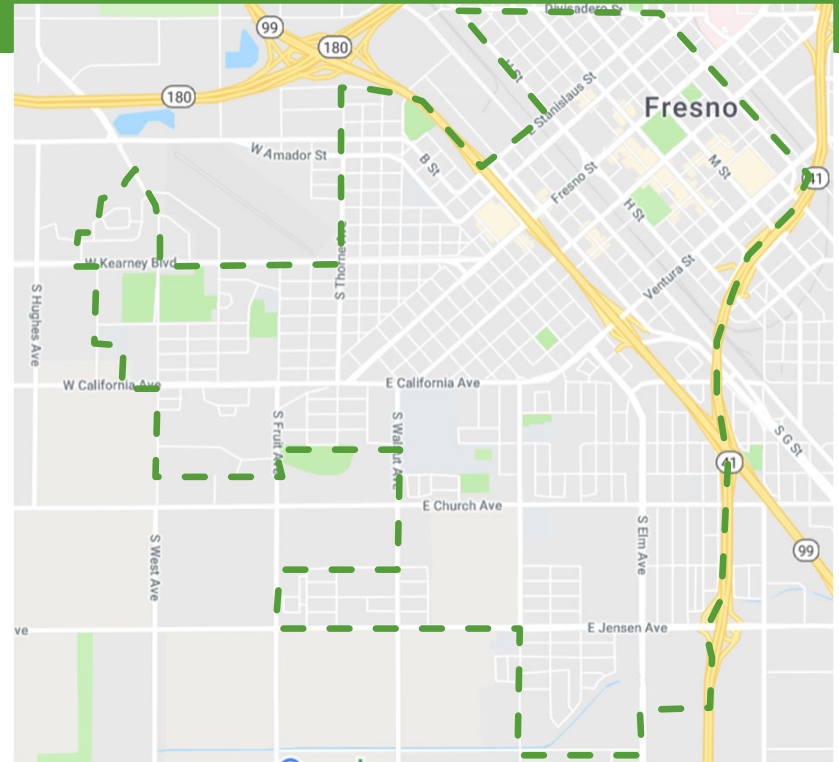 Divisadero St
99
180
180
H St
E Stanislaus St
Fresno
W Amador St
B St
M St
41
Fresno St
H St
W Kearney Blvd
S Thorne Ave
Ventura St
S Hughes Ave
W California Ave
E California Ave
S Fruit Ave
S Walnut Ave
S G St
41
E Church Ave
S West Ave
S Elm Ave
99
ve
E Jensen Ave